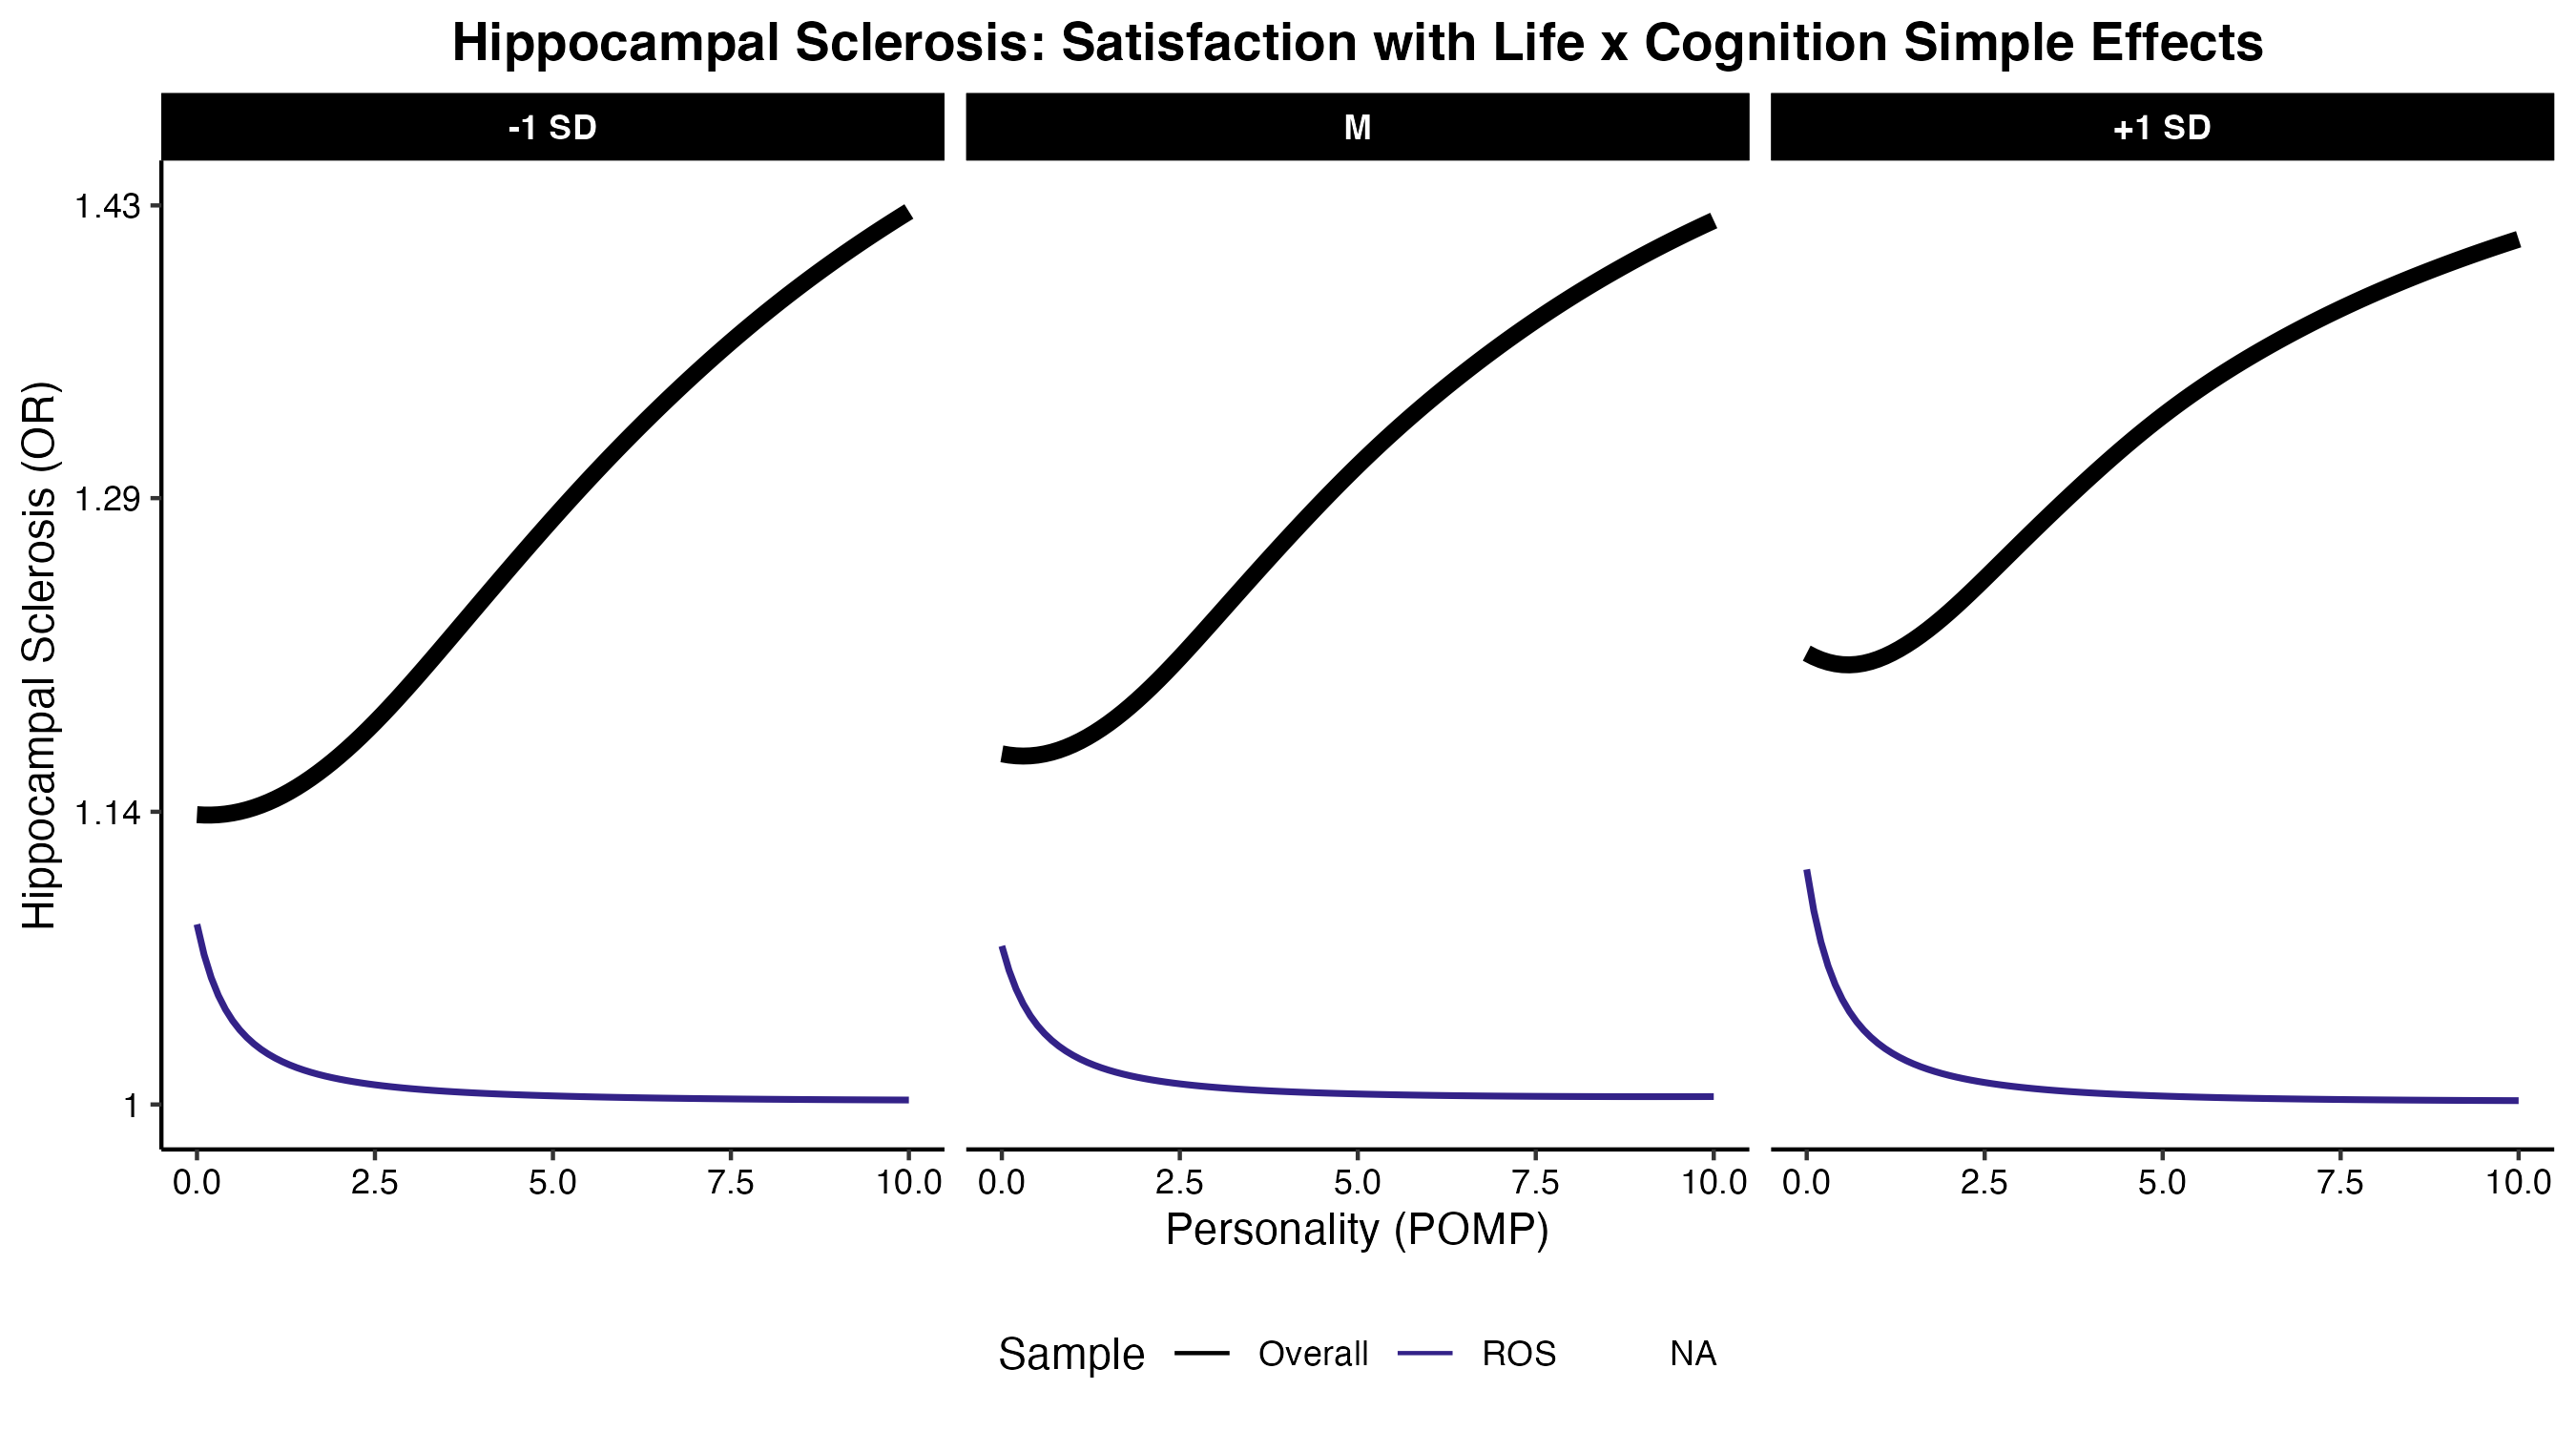 Hippocampal Sclerosis: Satisfaction with Life x Cognition Simple Effects
-1 SD
M
+1 SD
Hippocampal Sclerosis (OR)
1.43
1.29
1.14
1
0.0 2.5 5.0 7.5 10.0
0.0 2.5 5.0 7.5 10.0
0.0 2.5 5.0 7.5 10.0
Personality (POMP)
Sample Overall ROS NA